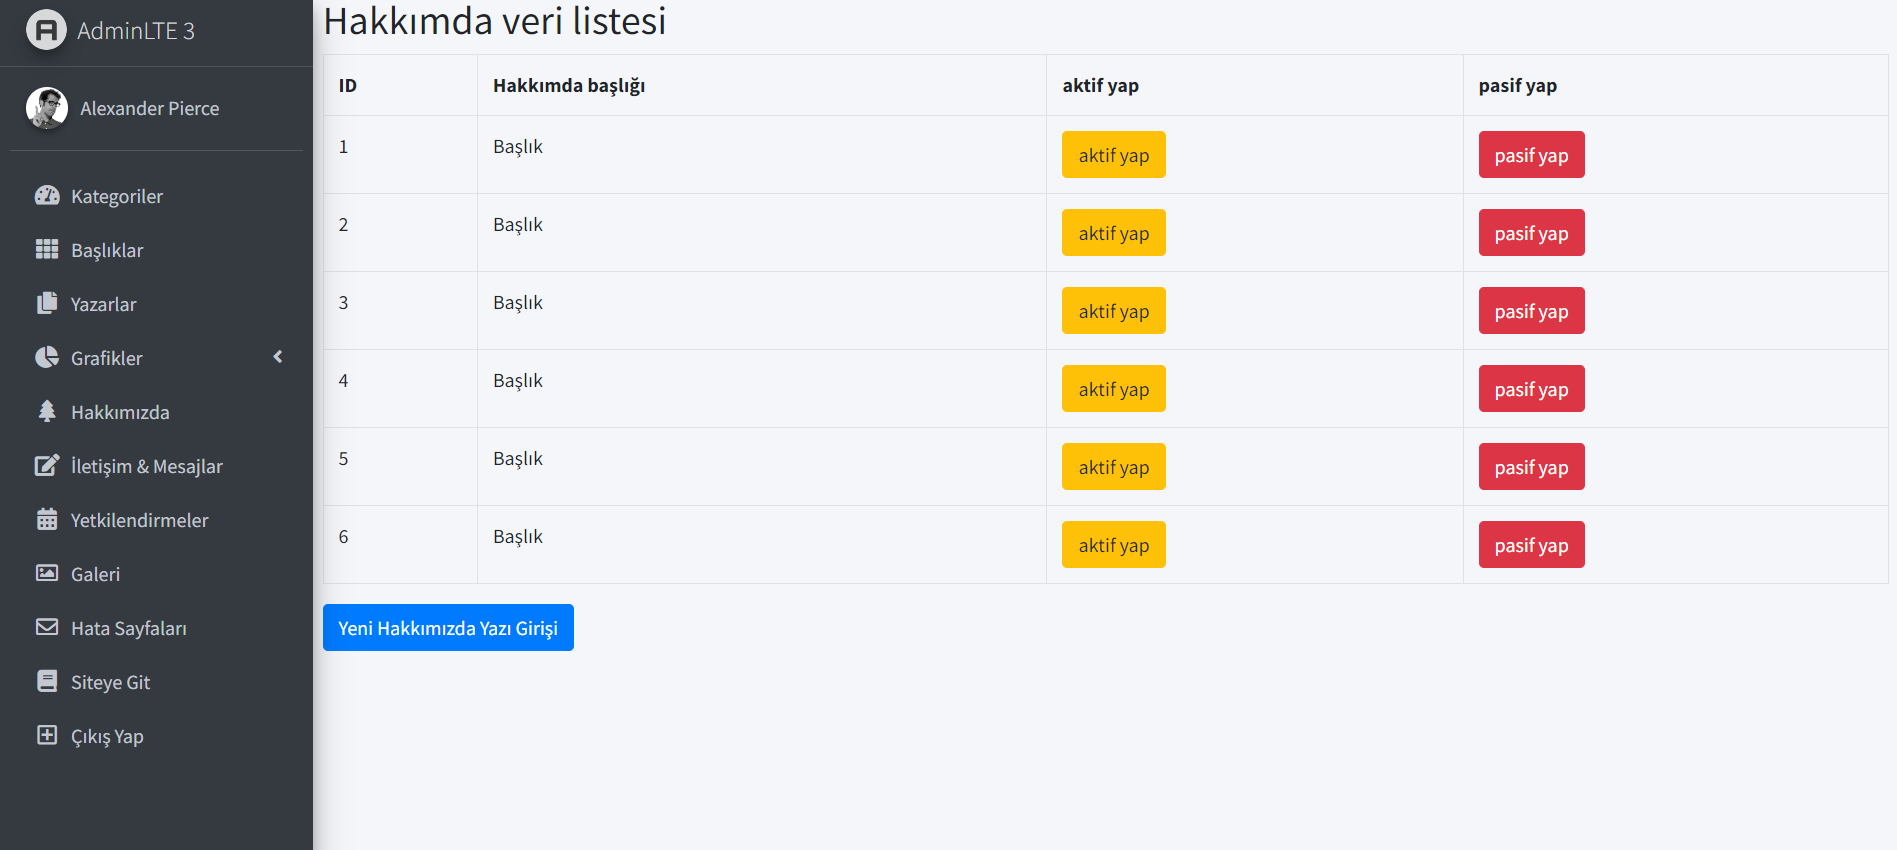 AdminLTE 3
Alexander Pierce
Kategoriler
Başlıklar
Yazarlar
Grafikler
Hakkımızda
İletişim & Mesajlar
Yetkilendirmeler
Galeri
Hata Sayfaları
Siteye Git
Çıkış Yap
Hakkımda veri listesi
ID Hakkımda başlığı aktif yap pasif yap
1 Başlık aktif yap pasif yap
2 Başlık aktif yap pasif yap
3 Başlık aktif yap pasif yap
4 Başlık aktif yap pasif yap
5 Başlık aktif yap pasif yap
6 Başlık aktif yap pasif yap
Yeni Hakkımızda Yazı Girişi